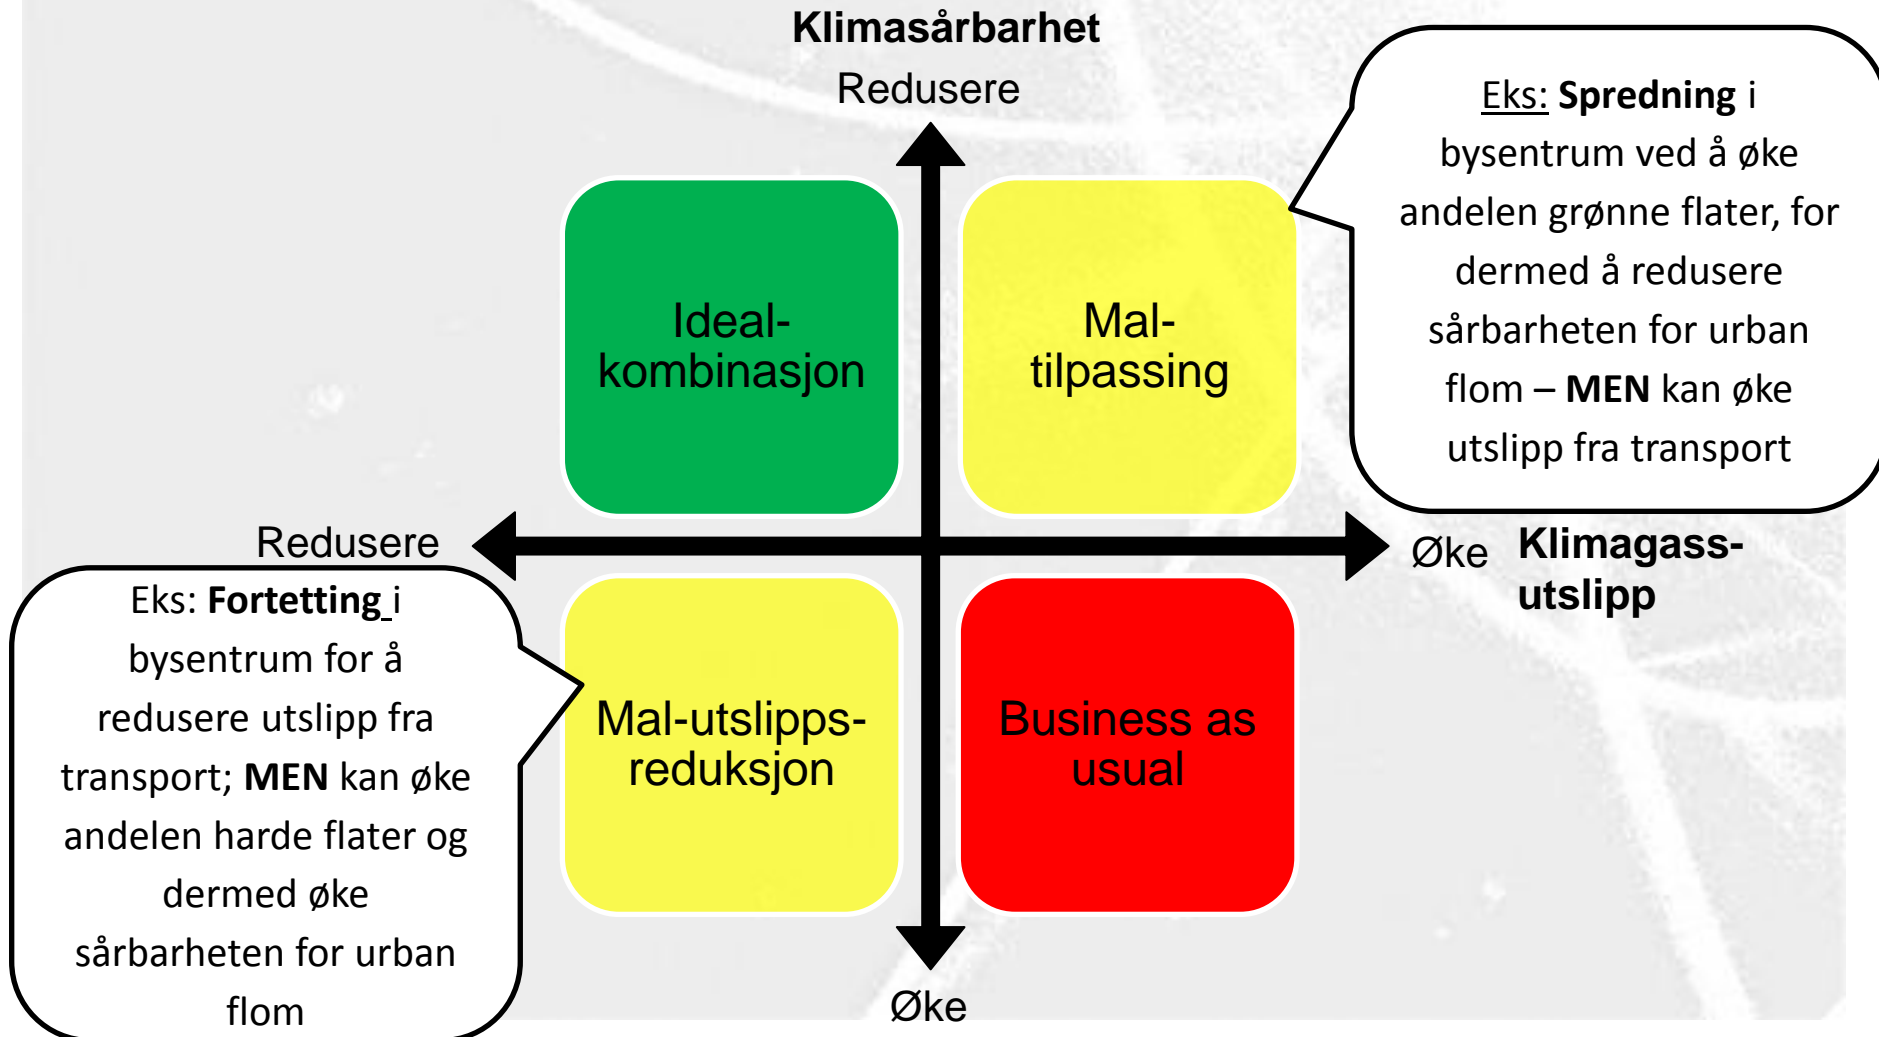 Klimasårbarhet
Redusere
Eks: Spredning i
bysentrum ved å øke
andelen grønne flater, for
dermed å redusere
sårbarheten for urban
flom – MEN kan øke
utslipp fra transport
Ideal-
kombinasjon
Mal-
tilpassing
Redusere
Øke
Klimagass-
utslipp
Eks: Fortetting i
bysentrum for å
redusere utslipp fra
transport; MEN kan øke
andelen harde flater og
dermed øke
sårbarheten for urban
flom
Mal-utslipps-
reduksjon
Business as
usual
Øke